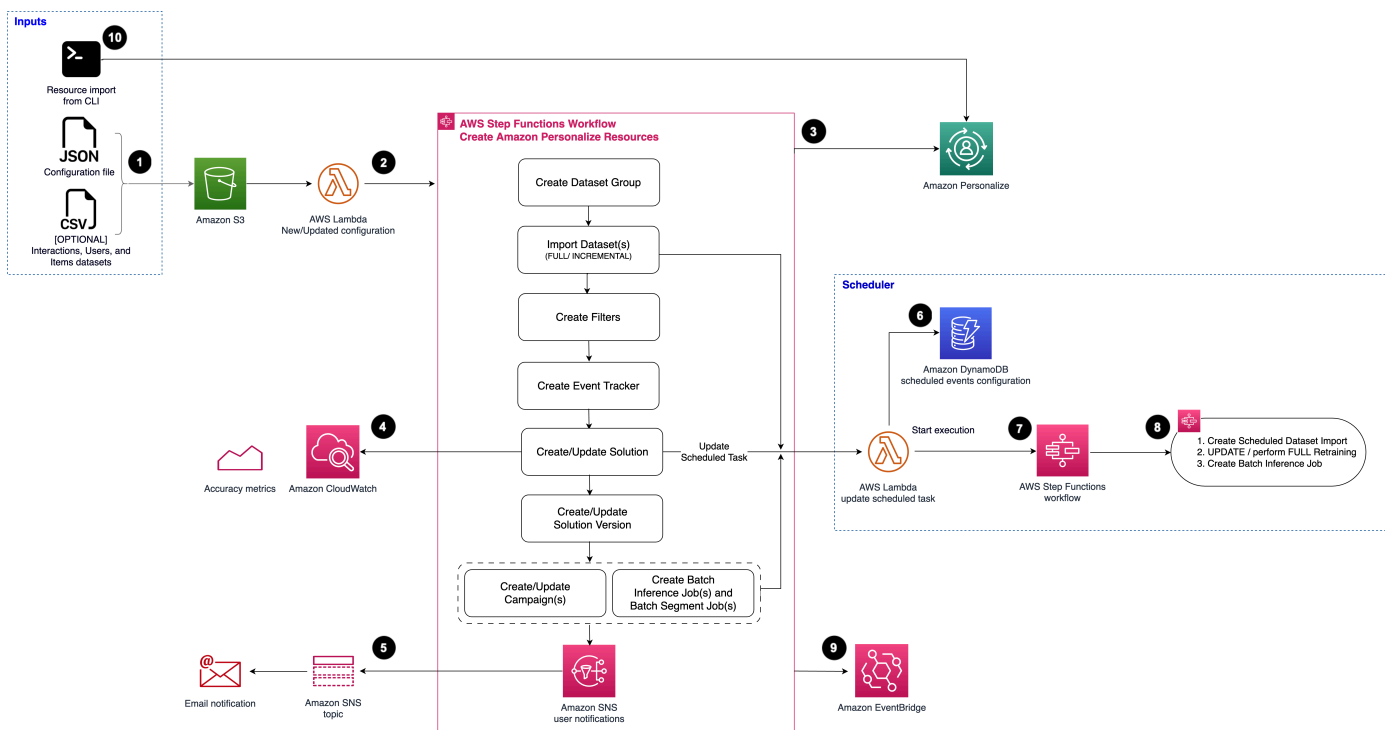 Inputs
10
Resource import
from CLI
JSON
Configuration file
1
CSV
[OPTIONAL]
Interactions, Users, and
Items datasets
Amazon S3
AWS Lambda
New/Updated configuration
2
AWS Step Functions Workflow
Create Amazon Personalize Resources
Create Dataset Group
Import Dataset(s)
(FULL/ INCREMENTAL)
Create Filters
Create Event Tracker
Create/Update Solution
Create/Update
Solution Version
Create/Update
Campaign(s)
Create Batch
Inference Job(s) and
Batch Segment Job(s)
Amazon SNS
user notifications
3
Amazon Personalize
Update
Scheduled Task
4
Amazon CloudWatch
Accuracy metrics
5
Amazon SNS
topic
@
Email notification
Scheduler
6
Amazon DynamoDB
scheduled events configuration
Start execution
AWS Lambda
update scheduled task
7
AWS Step Functions
workflow
8
1. Create Scheduled Dataset Import
2. UPDATE / perform FULL Retraining
3. Create Batch Inference Job
9
Amazon EventBridge